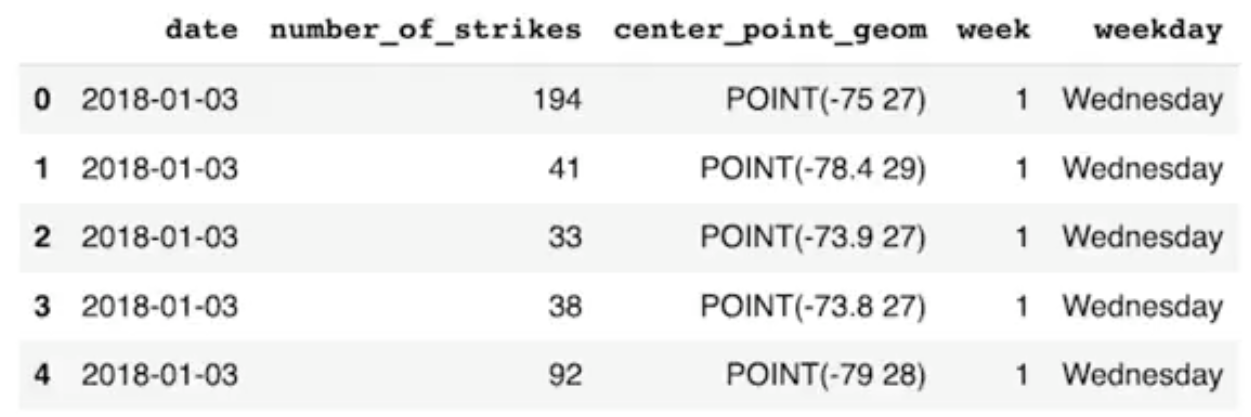 date number_of_strikes center_point_geom week weekday
0 2018-01-03 194 POINT(-75 27) 1 Wednesday
1 2018-01-03 41 POINT(-78.4 29) 1 Wednesday
2 2018-01-03 33 POINT(-73.9 27) 1 Wednesday
3 2018-01-03 38 POINT(-73.8 27) 1 Wednesday
4 2018-01-03 92 POINT(-79 28) 1 Wednesday